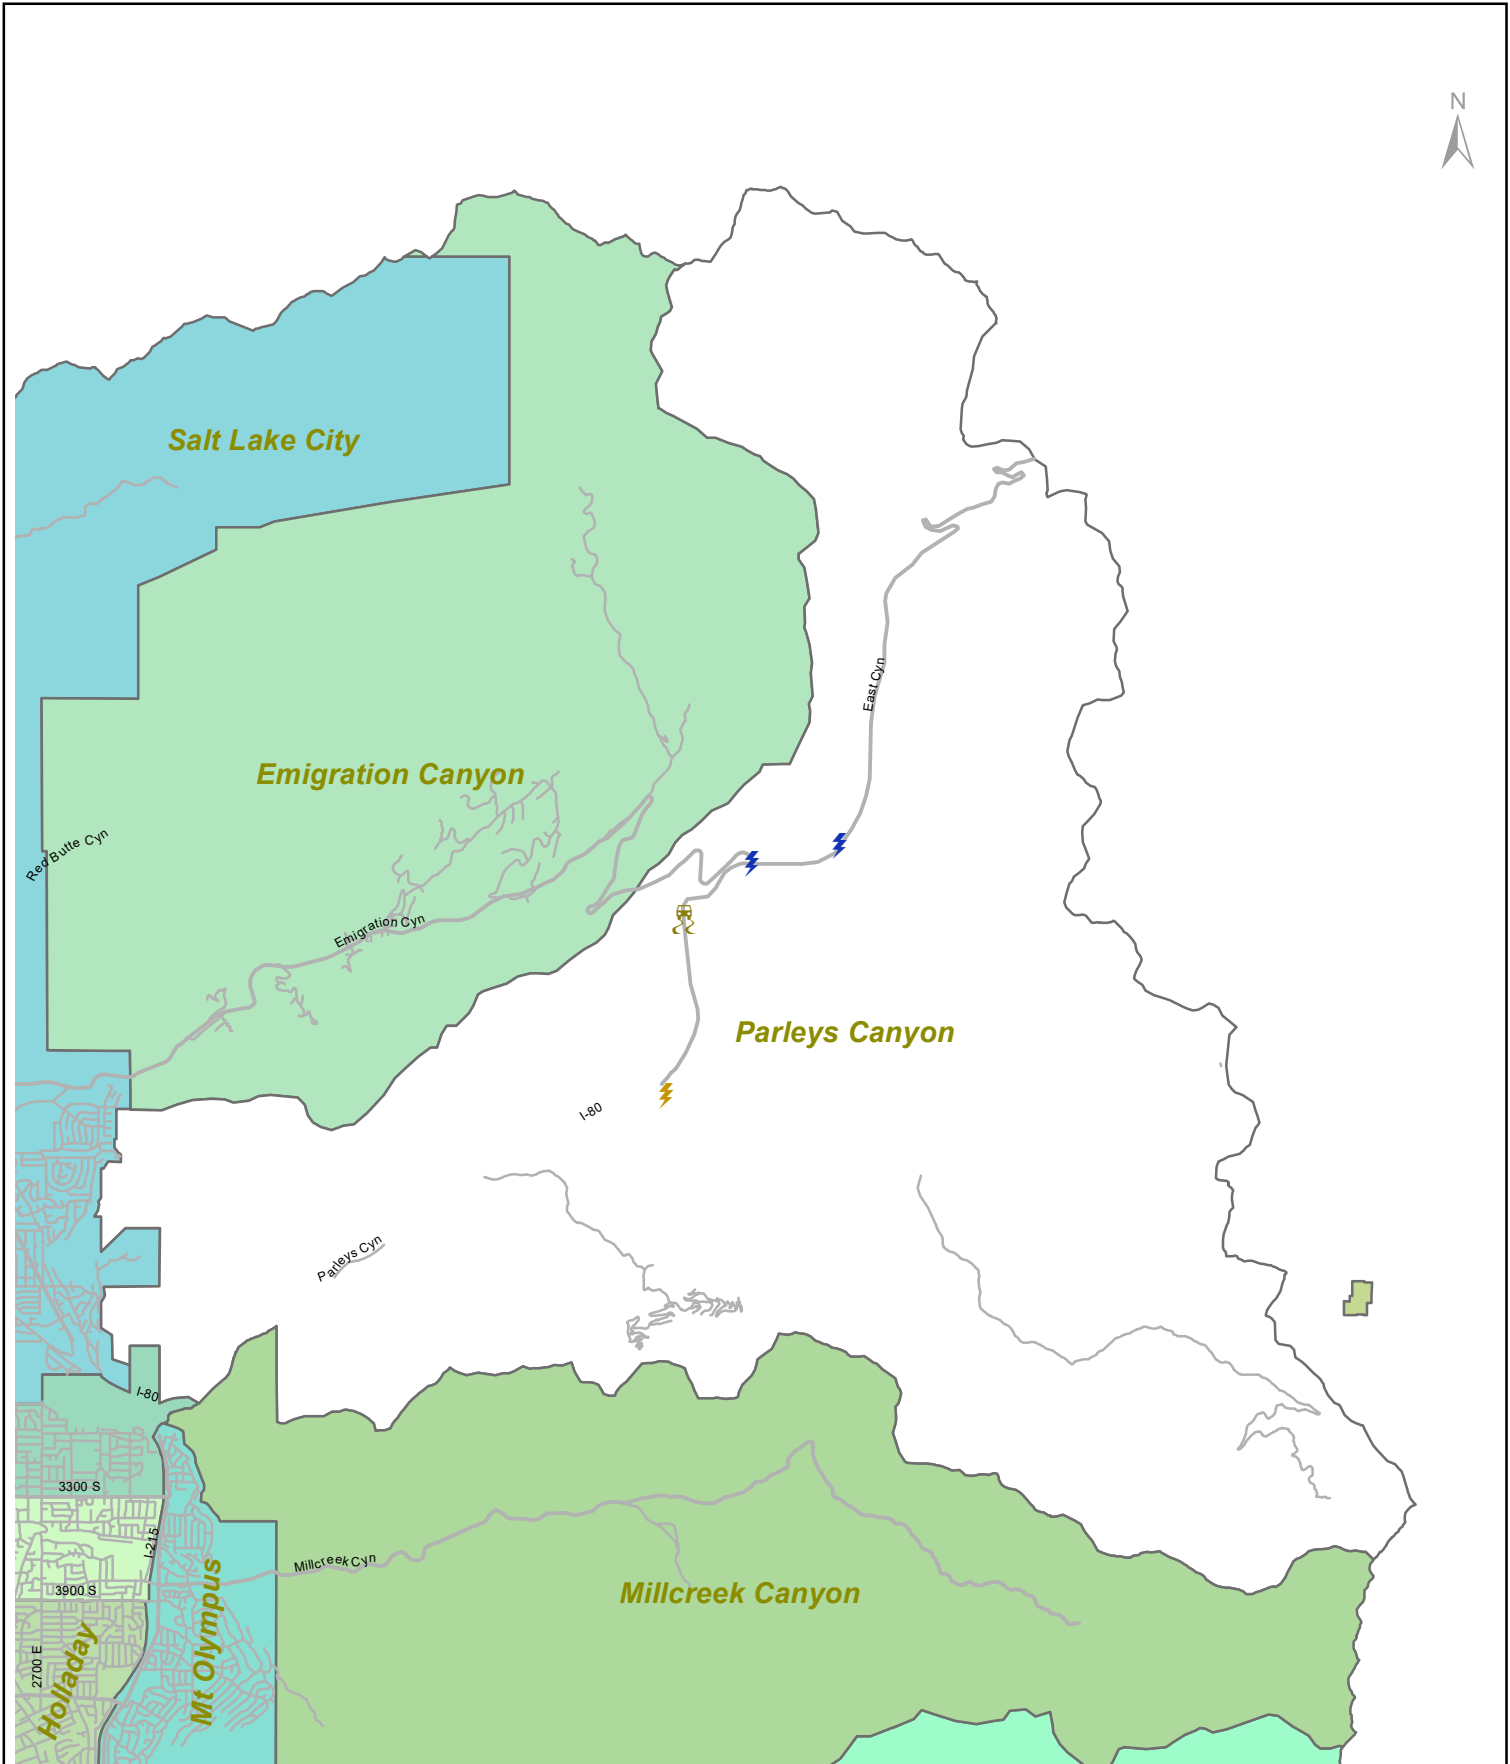 N
Salt Lake City
East Cyn
Emigration Canyon
Red Butte Cyn
Emigration Cyn
Parleys Canyon
I-80
Parleys Cyn
I-80
3300 S
I-215
Millcreek Cyn
3900 S
Millcreek Canyon
Mt Olympus
2700 E
Holladay